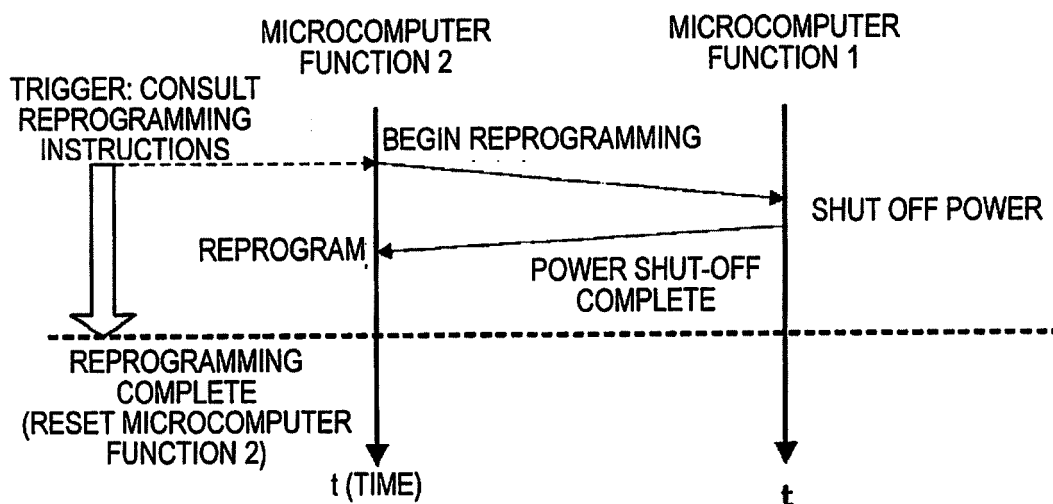 MICROCOMPUTER
FUNCTION 2
MICROCOMPUTER
FUNCTION 1
TRIGGER: CONSULT
REPROGRAMMING
INSTRUCTIONS
BEGIN REPROGRAMMING
SHUT OFF POWER
REPROGRAM
POWER SHUT-OFF
COMPLETE
REPROGRAMMING
COMPLETE
(RESET MICROCOMPUTER
FUNCTION 2)
t (TIME)
t